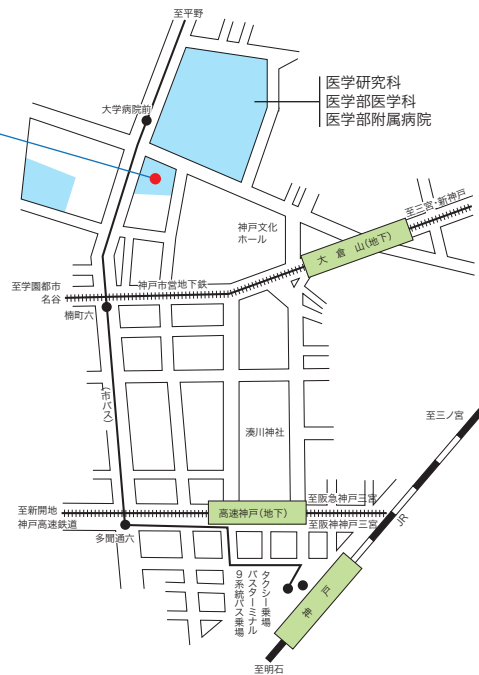 至平野
大学病院前
医学研究科
医学部医学科
医学部附属病院
至三宮・新神戸
神戸文化
ホール
大倉山(地下)
至学園都市
名谷
神戸市営地下鉄
楠町六
(市バス)
至三ノ宮
湊川神社
至新開地
神戸高速鉄道
高速神戸(地下)
至阪急神戸三宮
至阪神神戸三宮
JR
多聞通六
タクシー乗場
バスターミナル
9系統バス乗場
神戸
至明石